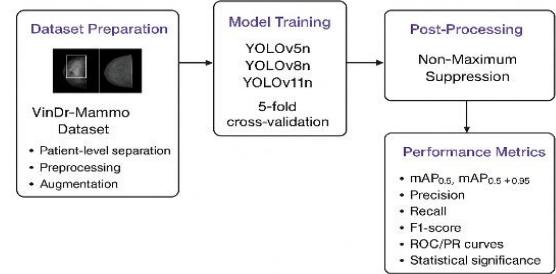 Dataset Preparation
VinDr-Mammo
Dataset
• Patient-level separation
• Preprocessing
• Augmentation
Model Training
YOLOv5n
YOLOv8n
YOLOv11n
5-fold
cross-validation
Post-Processing
Non-Maximum
Suppression
Performance Metrics
• mAP0.5, mAP0.5 + 0.95
• Precision
• Recall
• F1-score
• ROC/PR curves
• Statistical significance